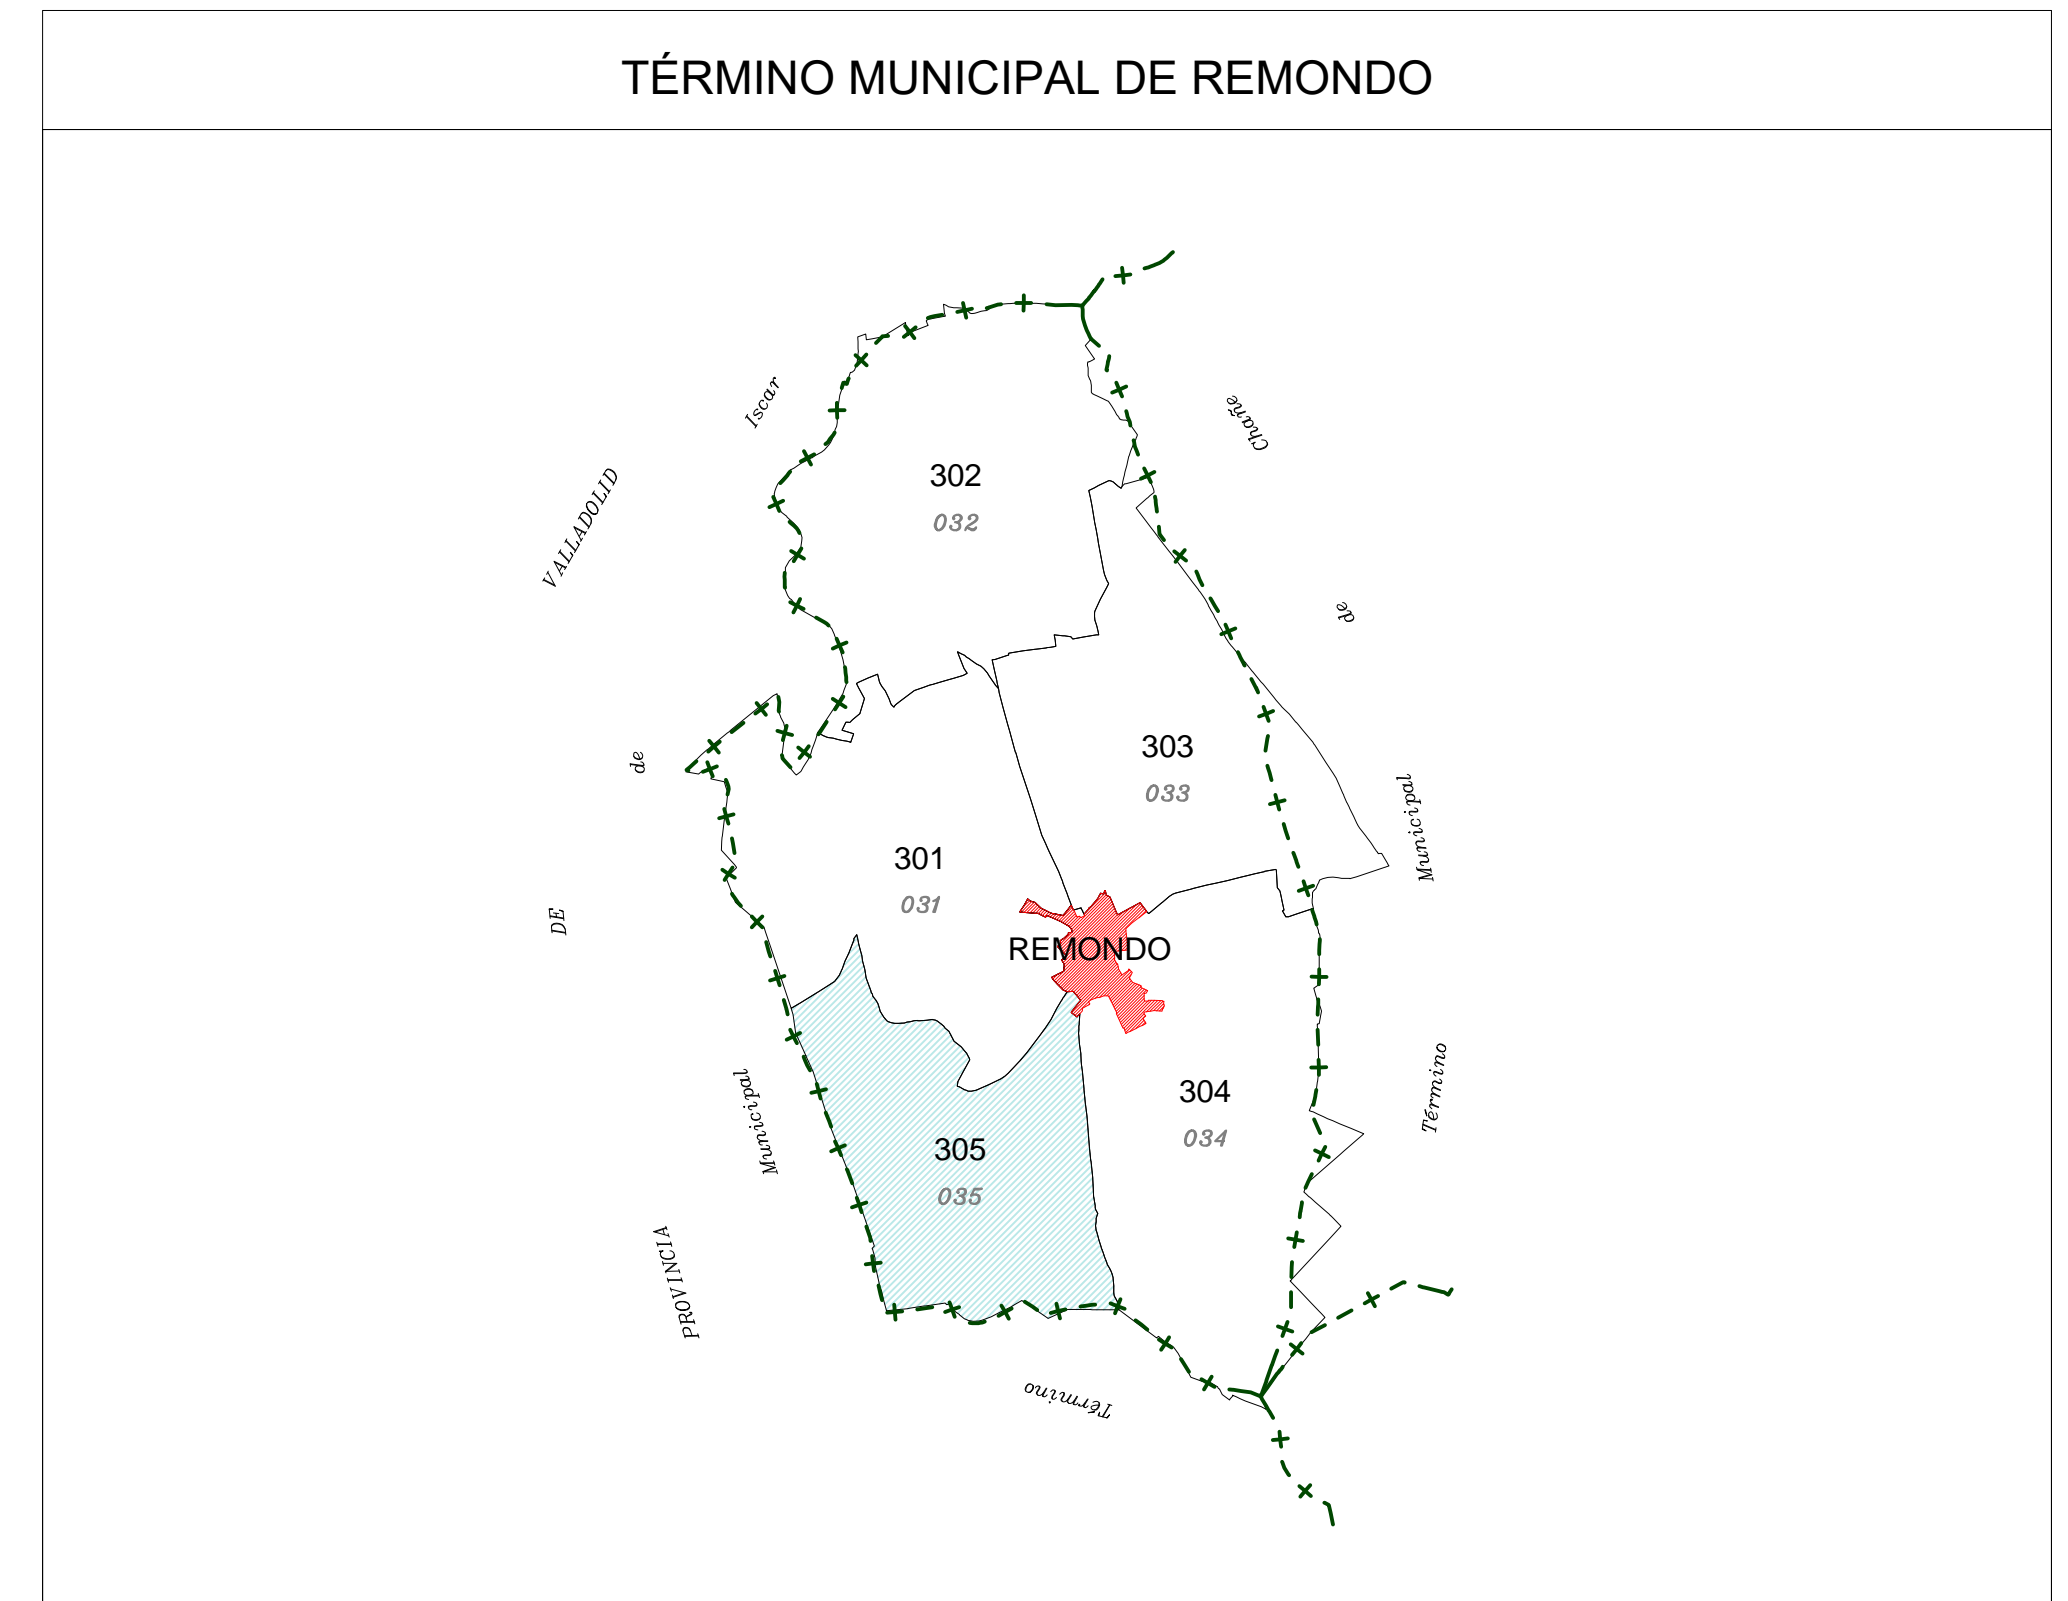 TÉRMINO MUNICIPAL DE REMONDO
Iscar
Chañe
VALLADOLID
302
032
de
de
303
033
Municipal
301
031
DE
REMONDO
Término
Municipal
304
034
305
035
PROVINCIA
Término